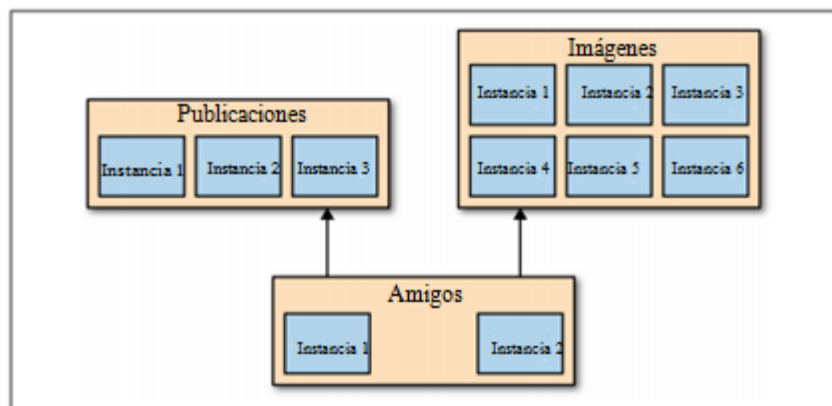 Publicaciones
Instancia 1 Instancia 2 Instancia 3
Imágenes
Instancia 1 Instancia 2 Instancia 3
Instancia 4 Instancia 5 Instancia 6
Amigos
Instancia 1 Instancia 2